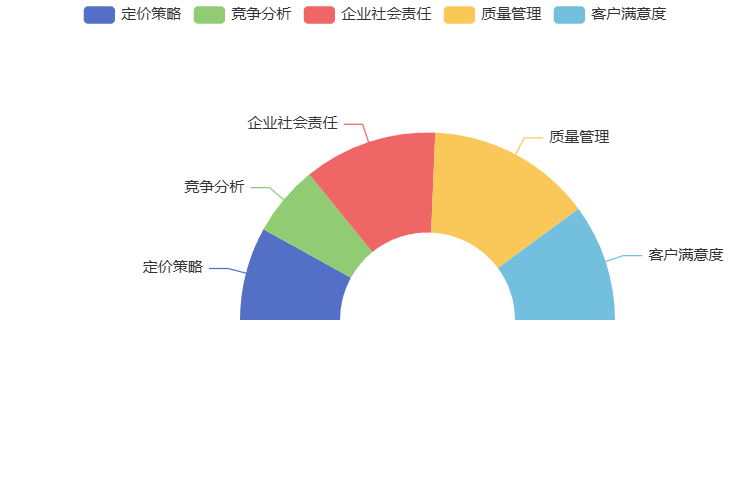 定价策略 竞争分析 企业社会责任 质量管理 客户满意度
企业社会责任
质量管理
竞争分析
客户满意度
定价策略